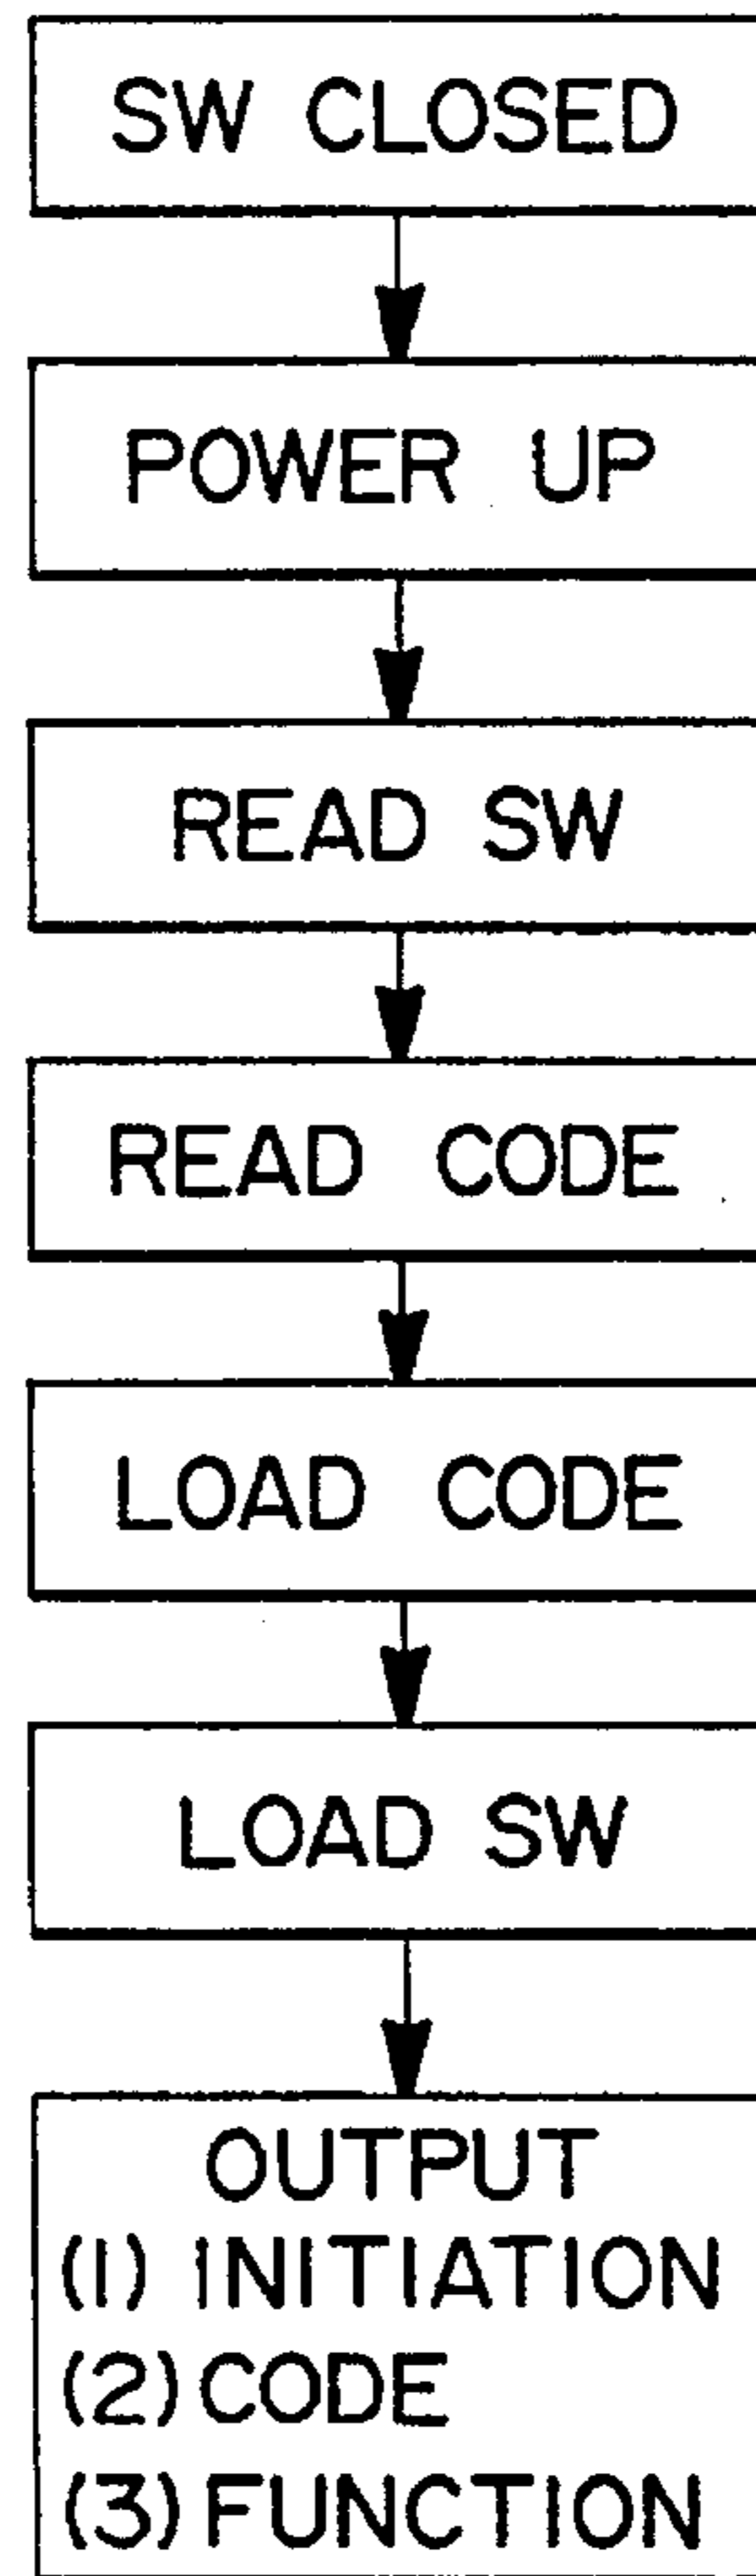 SW CLOSED
POWER UP
READ SW
READ CODE
LOAD CODE
LOAD SW
OUTPUT
(1) INITIATION
(2) CODE
(3) FUNCTION